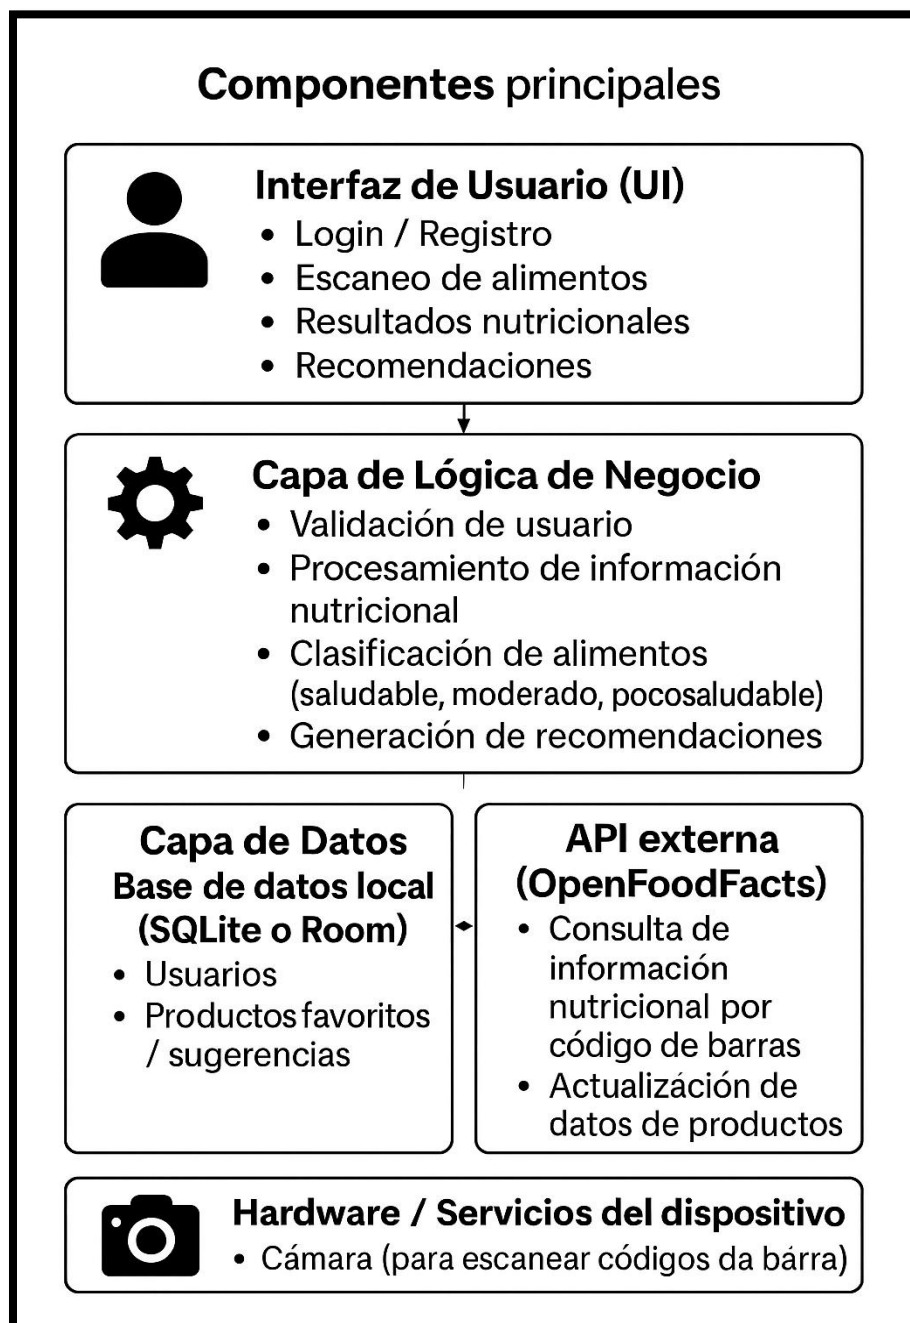 Componentes principales
Interfaz de Usuario (UI)
• Login / Registro
• Escaneo de alimentos
• Resultados nutricionales
• Recomendaciones
Capa de Lógica de Negocio
• Validación de usuario
• Procesamiento de información
nutricional
• Clasificación de alimentos
(saludable, moderado, pocosaludable)
• Generación de recomendaciones
Capa de Datos
Base de datos local
(SQLite o Room)
• Usuarios
• Productos favoritos
/ sugerencias
API externa
(OpenFoodFacts)
• Consulta de
información
nutricional por
código de barras
• Actualizáción de
datos de productos
Hardware / Servicios del dispositivo
• Cámara (para escanear códigos da bárra)